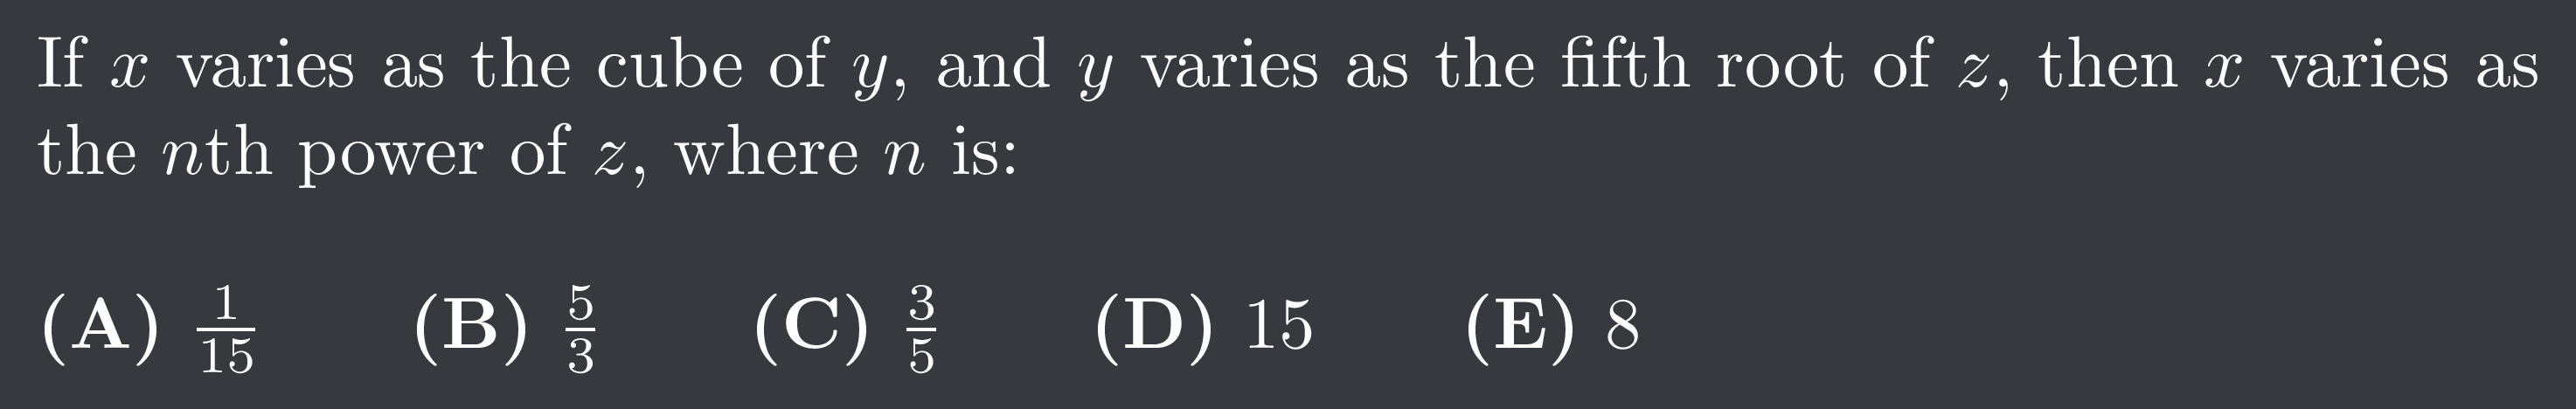 If x varies as the cube of y, and y varies as the fifth root of z, then x varies as
the nth power of z, where n is:
(A) 1/15 (B) 5/3 (C) 3/5 (D) 15 (E) 8